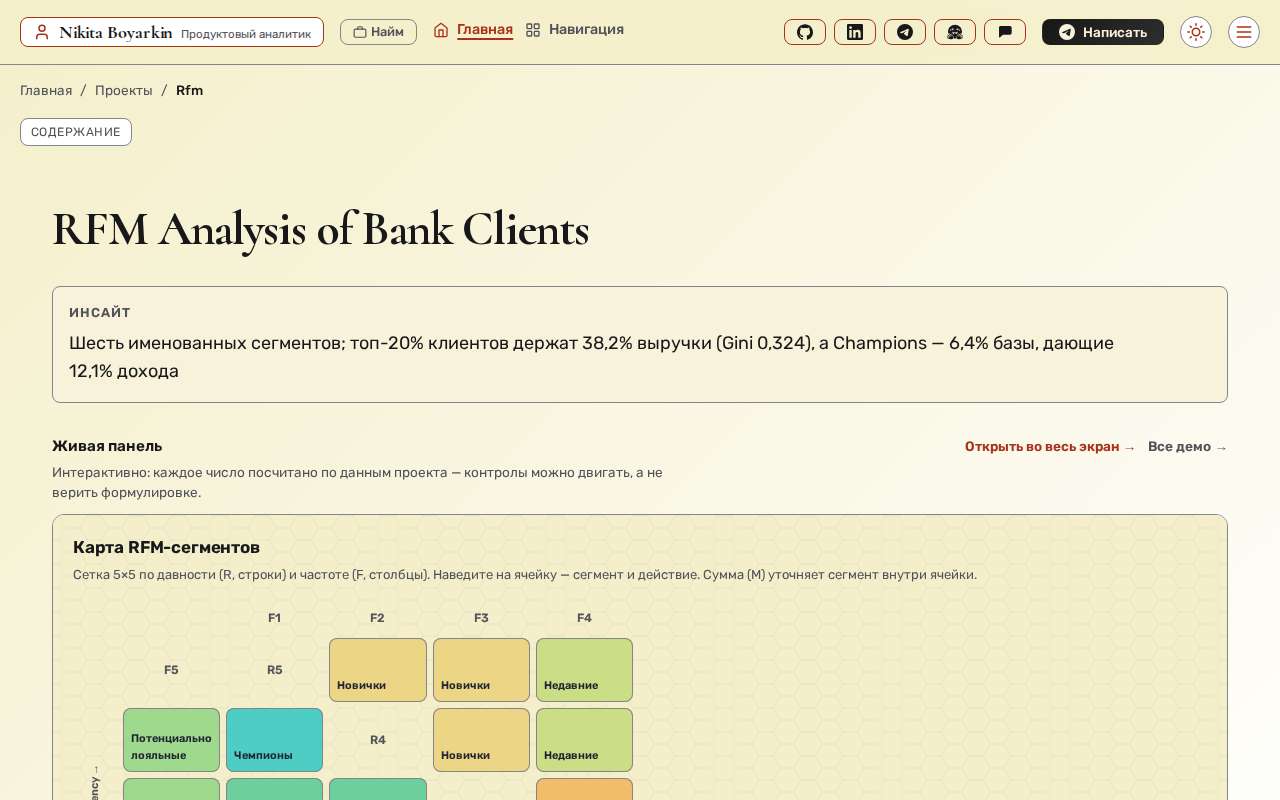 Nikita Boyarkin Продуктовый аналитик Найм Главная Навигация Написать
Главная / Проекты / Rfm
СОДЕРЖАНИЕ
RFM Analysis of Bank Clients
ИНСАЙТ
Шесть именованных сегментов; топ-20% клиентов держат 38,2% выручки (Gini 0,324), а Champions — 6,4% базы, дающие
12,1% дохода
Живая панель
Открыть во весь экран → Все демо →
Интерактивно: каждое число посчитано по данным проекта — контролы можно двигать, а не
верить формулировке.
Карта RFM-сегментов
Сетка 5×5 по давности (R, строки) и частоте (F, столбцы). Наведите на ячейку — сегмент и действие. Сумма (M) уточняет сегмент внутри ячейки.
F1 F2 F3 F4
F5 R5 Новички Новички Недавние
Потенциально
лояльные Чемпионы R4 Новички Недавние